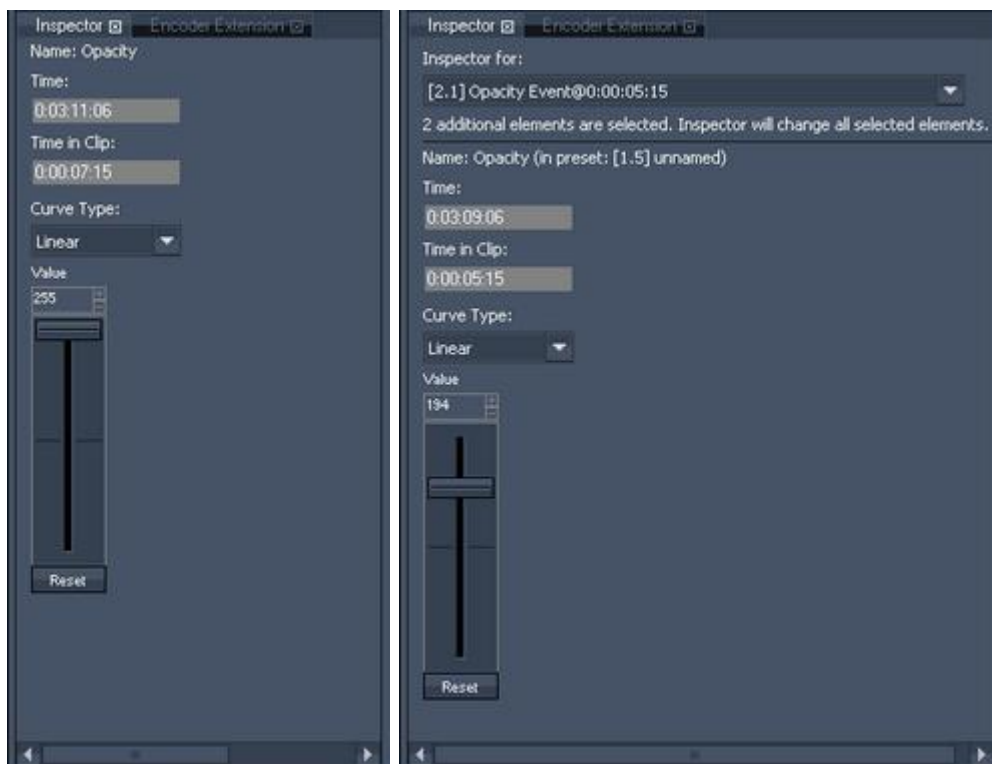 Inspector
Encoder Extension
Name: Opacity
Time:
0:03:11:06
Time in Clip:
0:00:07:15
Curve Type:
Linear
Value
255
Reset
Inspector
Encoder Extension
Inspector for:
[2.1] Opacity Event@0:00:05:15
2 additional elements are selected. Inspector will change all selected elements.
Name: Opacity (in preset: [1.5] unnamed)
Time:
0:03:09:06
Time in Clip:
0:00:05:15
Curve Type:
Linear
Value
194
Reset